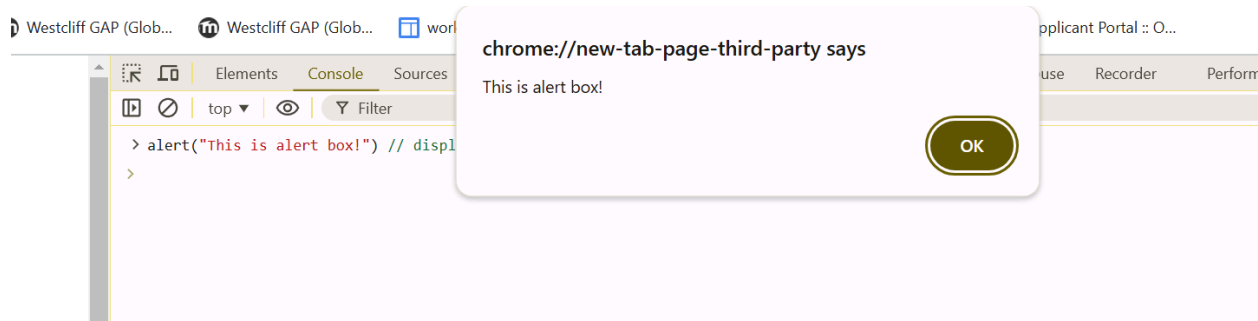 Westcliff GAP (Glob...
Westcliff GAP (Glob...
work
pplicant Portal :: O...
chrome://new-tab-page-third-party says
This is alert box!
OK
Elements
Console
Sources
use
Recorder
Perform
top
Filter
alert("This is alert box!") // displ